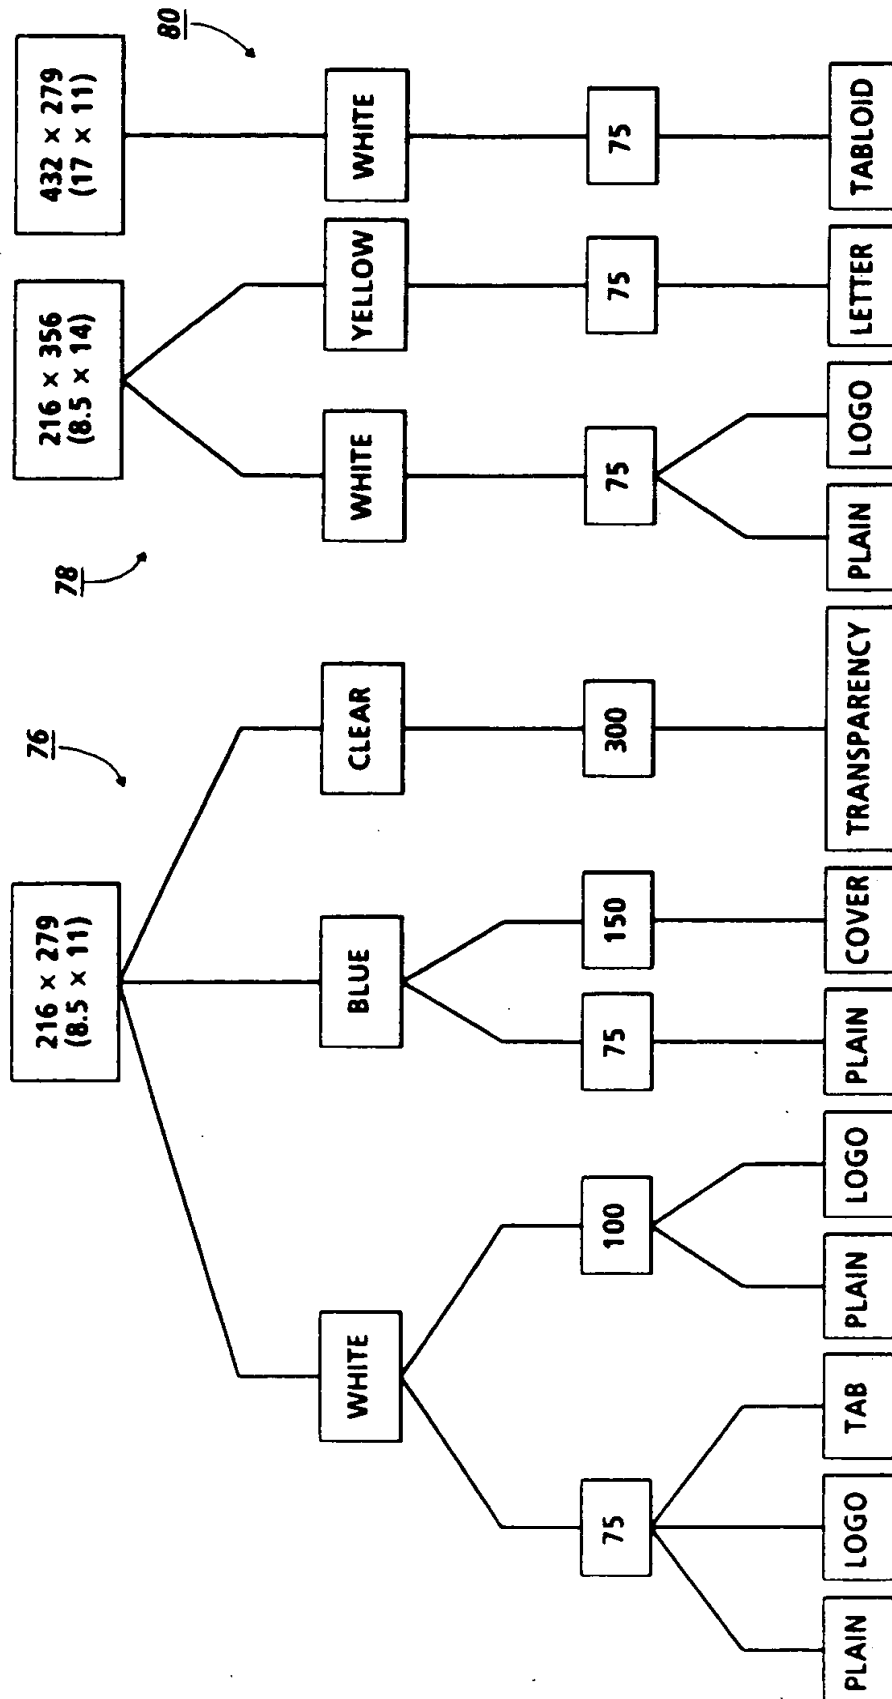 76
78
80
216 × 279
(8.5 × 11)
216 × 356
(8.5 × 14)
432 × 279
(17 × 11)
WHITE
BLUE
CLEAR
WHITE
YELLOW
WHITE
75
100
75
150
300
75
75
75
PLAIN
LOGO
TAB
PLAIN
LOGO
PLAIN
COVER
TRANSPARENCY
PLAIN
LOGO
LETTER
TABLOID